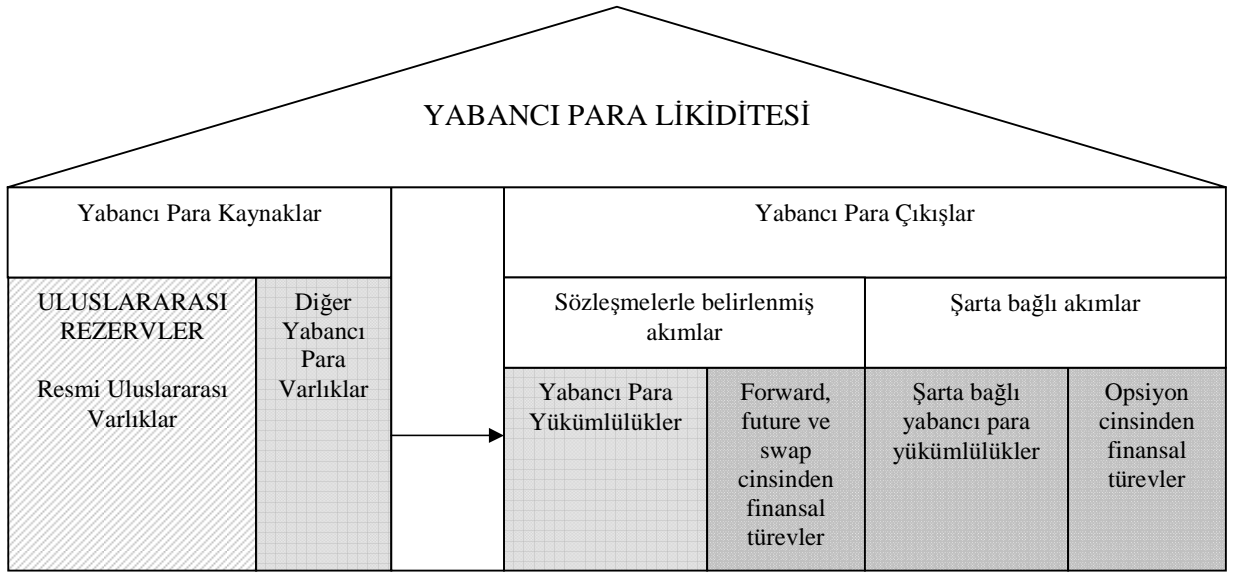 YABANCI PARA LİKİDİTESİ
Yabancı Para Kaynaklar
Yabancı Para Çıkışlar
ULUSLARARASI
REZERVLER
Resmi Uluslararası
Varlıklar
Diğer
Yabancı
Para
Varlıklar
Sözleşmelerle belirlenmiş
akımlar
Şarta bağlı akımlar
Yabancı Para
Yükümlülükler
Forward,
future ve
swap
cinsinden
finansal
türevler
Şarta bağlı
yabancı para
yükümlülükler
Opsiyon
cinsinden
finansal
türevler